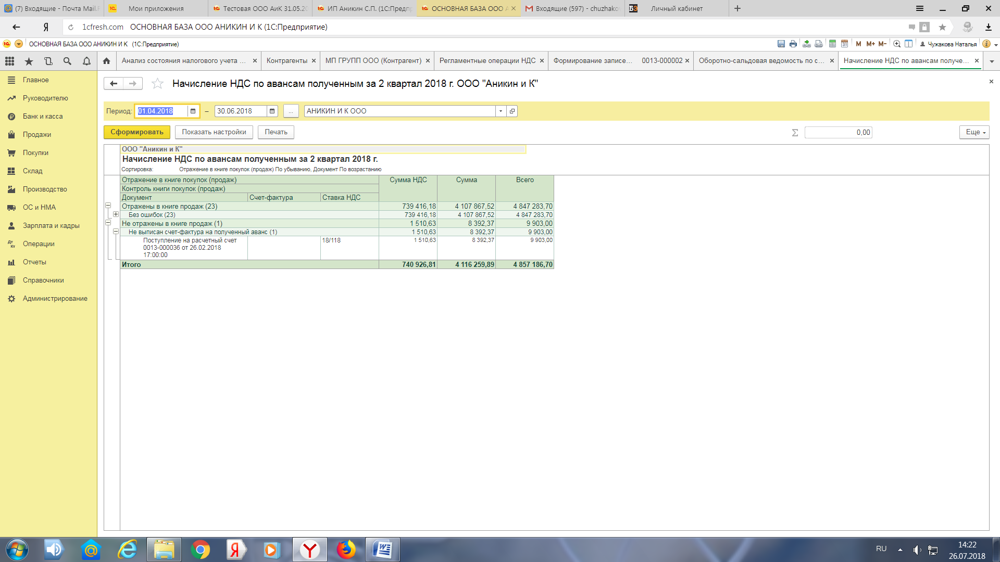 (7) Входящие - Почта Mail.R
Мои приложения
Тестовая ООО АиК 31.05.20
ИП Аникин С.П. (1С:Предпр
ОСНОВНАЯ БАЗА ООО А
Входящие (597) - chuzhako
БЭ Личный кабинет
Я 1cfresh.com ОСНОВНАЯ БАЗА ООО АНИКИН И К (1С:Предприятие)
ОСНОВНАЯ БАЗА ООО АНИКИН И К (1С:Предприятие)
M M+ M- Чужакова Наталья
Анализ состояния налогового учета ...
Контрагенты
МП ГРУПП ООО (Контрагент)
Регламентные операции НДС
Формирование записе... 0013-000002
Оборотно-сальдовая ведомость по с...
Начисление НДС по авансам получе...
Главное
Руководителю
Банк и касса
Продажи
Покупки
Склад
Производство
ОС и НМА
Зарплата и кадры
Операции
Отчеты
Справочники
Администрирование
Начисление НДС по авансам полученным за 2 квартал 2018 г. ООО "Аникин и К"
Период: 01.04.2018 – 30.06.2018 ... АНИКИН И К ООО
Сформировать Показать настройки Печать Σ 0,00 Еще
ООО "Аникин и К"
Начисление НДС по авансам полученным за 2 квартал 2018 г.
Сортировка: Отражение в книге покупок (продаж) По убыванию, Документ По возрастанию
Отражение в книге покупок (продаж) Сумма НДС Сумма Всего
Контроль книги покупок (продаж)
Документ Счет-фактура Ставка НДС
Отражены в книге продаж (23) 739 416,18 4 107 867,52 4 847 283,70
Без ошибок (23) 739 416,18 4 107 867,52 4 847 283,70
Не отражены в книге продаж (1) 1 510,63 8 392,37 9 903,00
Не выписан счет-фактура на полученный аванс (1) 1 510,63 8 392,37 9 903,00
Поступление на расчетный счет 18/118 1 510,63 8 392,37 9 903,00
0013-000036 от 26.02.2018
17:00:00
Итого 740 926,81 4 116 259,89 4 857 186,70
RU
14:22
26.07.2018